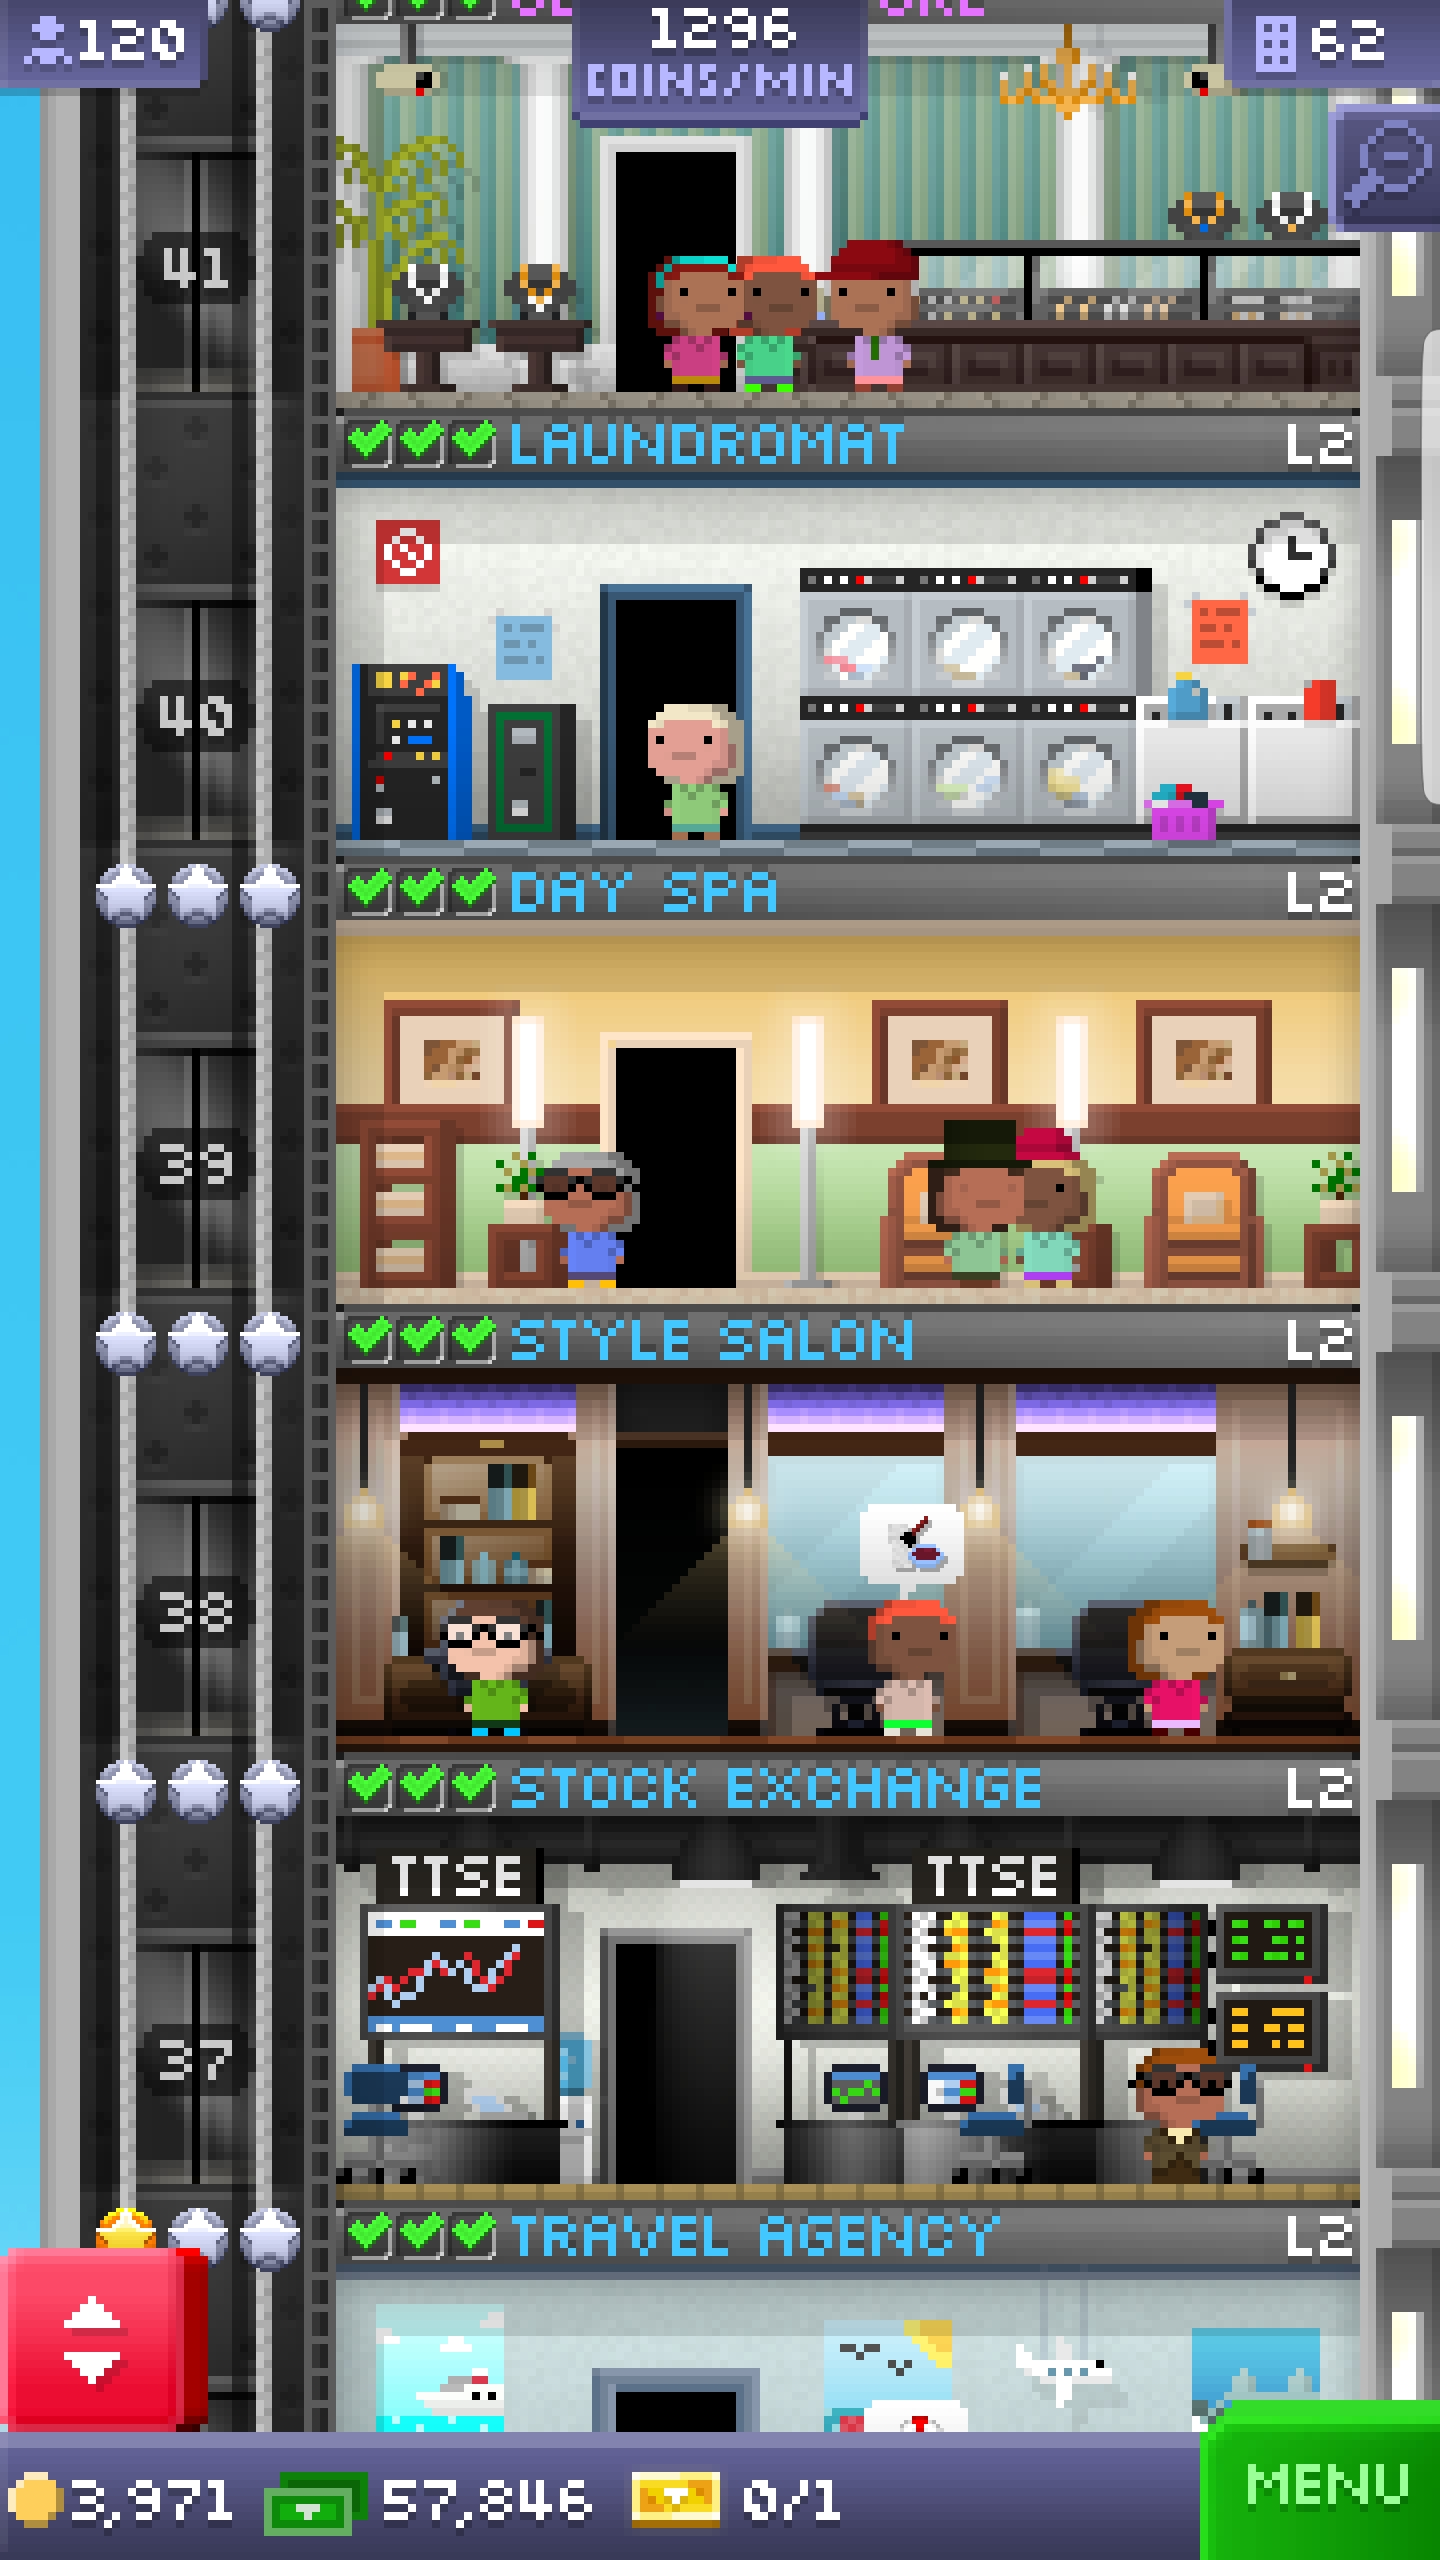 120
1296
COINS/MIN
62
41
LAUNDROMAT L2
40
DAY SPA L2
39
STYLE SALON L2
38
STOCK EXCHANGE L2
TTSE
TTSE
37
TRAVEL AGENCY L2
3,971
57,846
0/1
MENU